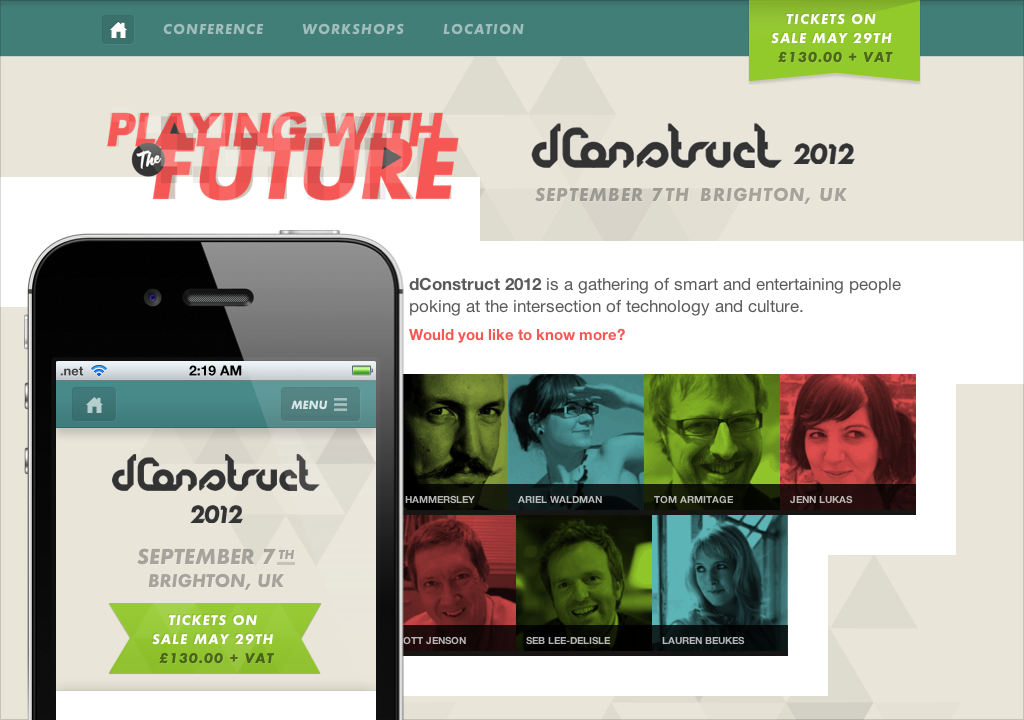 CONFERENCE WORKSHOPS LOCATION
TICKETS ON
SALE MAY 29TH
£130.00 + VAT
PLAYING WITH
The FUTURE
dConstruct 2012
SEPTEMBER 7TH BRIGHTON, UK
dConstruct 2012 is a gathering of smart and entertaining people
poking at the intersection of technology and culture.
Would you like to know more?
HAMMERSLEY ARIEL WALDMAN TOM ARMITAGE JENN LUKAS
OTT JENSON SEB LEE-DELISLE LAUREN BEUKES
.net 2:19 AM
MENU
dConstruct
2012
SEPTEMBER 7TH
BRIGHTON, UK
TICKETS ON
SALE MAY 29TH
£130.00 + VAT